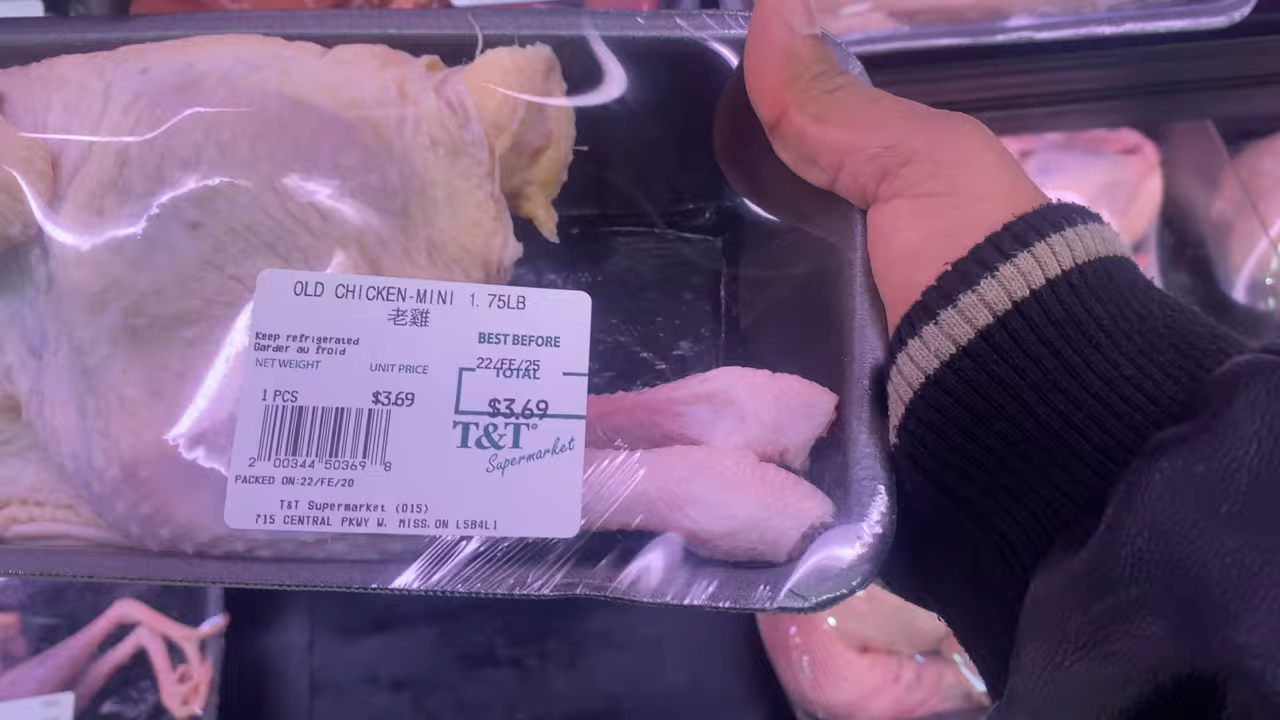 OLD CHICKEN-MINI 1.75LB
老雞
Keep refrigerated
Garder au froid
BEST BEFORE
22/FE/25
NET WEIGHT
UNIT PRICE
TOTAL
1 PCS
$3.69
$3.69
2 00344 50369 8
T&T®
Supermarket
PACKED ON:22/FE/20
T&T Supermarket (015)
715 CENTRAL PKWY W. MISS.ON L5B4L1